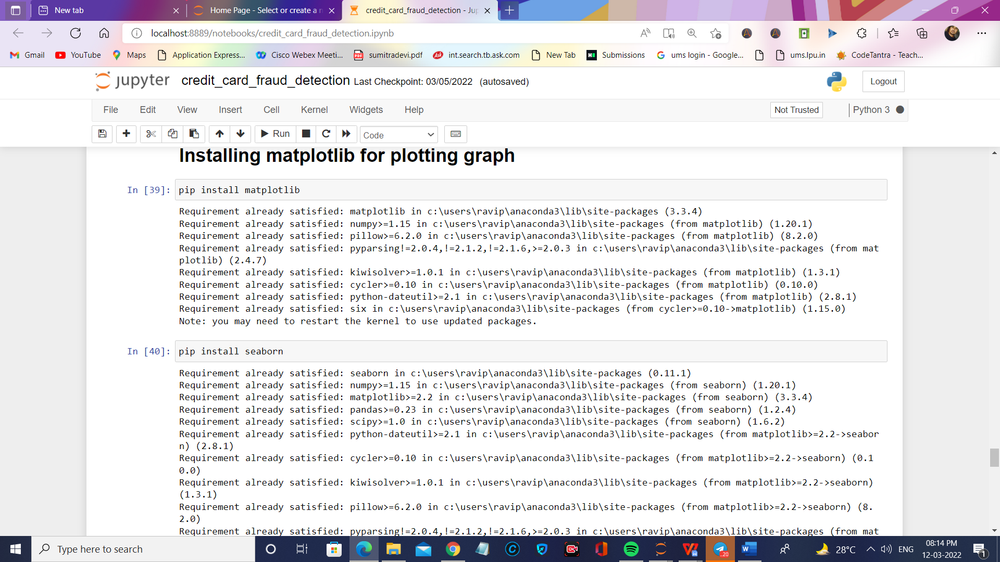 New tab
Home Page - Select or create a n
credit_card_fraud_detection - Jup
localhost:8889/notebooks/credit_card_fraud_detection.ipynb
Gmail
YouTube
Maps
Application Express...
Cisco Webex Meeti...
sumitradevi.pdf
int.search.tb.ask.com
New Tab
Submissions
ums login - Google...
ums.lpu.in
CodeTantra - Teach...
jupyter credit_card_fraud_detection Last Checkpoint: 03/05/2022 (autosaved)
Logout
File Edit View Insert Cell Kernel Widgets Help
Not Trusted
Python 3
Run
Code
Installing matplotlib for plotting graph
In [39]: pip install matplotlib
Requirement already satisfied: matplotlib in c:\users\ravip\anaconda3\lib\site-packages (3.3.4)
Requirement already satisfied: numpy>=1.15 in c:\users\ravip\anaconda3\lib\site-packages (from matplotlib) (1.20.1)
Requirement already satisfied: pillow>=6.2.0 in c:\users\ravip\anaconda3\lib\site-packages (from matplotlib) (8.2.0)
Requirement already satisfied: pyparsing!=2.0.4,!=2.1.2,!=2.1.6,>=2.0.3 in c:\users\ravip\anaconda3\lib\site-packages (from mat
plotlib) (2.4.7)
Requirement already satisfied: kiwisolver>=1.0.1 in c:\users\ravip\anaconda3\lib\site-packages (from matplotlib) (1.3.1)
Requirement already satisfied: cycler>=0.10 in c:\users\ravip\anaconda3\lib\site-packages (from matplotlib) (0.10.0)
Requirement already satisfied: python-dateutil>=2.1 in c:\users\ravip\anaconda3\lib\site-packages (from matplotlib) (2.8.1)
Requirement already satisfied: six in c:\users\ravip\anaconda3\lib\site-packages (from cycler>=0.10->matplotlib) (1.15.0)
Note: you may need to restart the kernel to use updated packages.
In [40]: pip install seaborn
Requirement already satisfied: seaborn in c:\users\ravip\anaconda3\lib\site-packages (0.11.1)
Requirement already satisfied: numpy>=1.15 in c:\users\ravip\anaconda3\lib\site-packages (from seaborn) (1.20.1)
Requirement already satisfied: matplotlib>=2.2 in c:\users\ravip\anaconda3\lib\site-packages (from seaborn) (3.3.4)
Requirement already satisfied: pandas>=0.23 in c:\users\ravip\anaconda3\lib\site-packages (from seaborn) (1.2.4)
Requirement already satisfied: scipy>=1.0 in c:\users\ravip\anaconda3\lib\site-packages (from seaborn) (1.6.2)
Requirement already satisfied: python-dateutil>=2.1 in c:\users\ravip\anaconda3\lib\site-packages (from matplotlib>=2.2->seabor
n) (2.8.1)
Requirement already satisfied: cycler>=0.10 in c:\users\ravip\anaconda3\lib\site-packages (from matplotlib>=2.2->seaborn) (0.1
0.0)
Requirement already satisfied: kiwisolver>=1.0.1 in c:\users\ravip\anaconda3\lib\site-packages (from matplotlib>=2.2->seaborn)
(1.3.1)
Requirement already satisfied: pillow>=6.2.0 in c:\users\ravip\anaconda3\lib\site-packages (from matplotlib>=2.2->seaborn) (8.
2.0)
Requirement already satisfied: pyparsing!=2.0.4,!=2.1.2,!=2.1.6,>=2.0.3 in c:\users\ravip\anaconda3\lib\site-packages (from mat
Type here to search
28°C
ENG
08:14 PM
12-03-2022